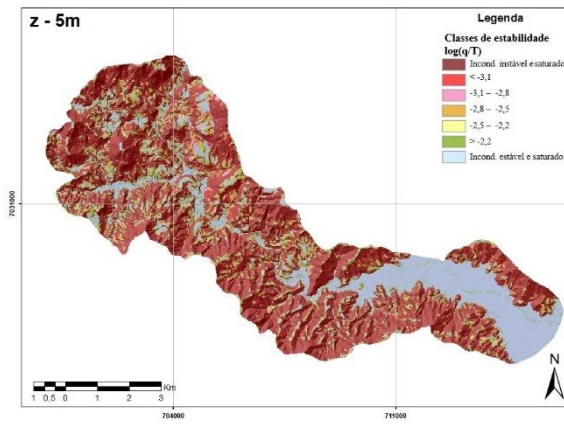 z - 5m
Legenda
Classes de estabilidade
log(q/T)
Incond. instável e saturado
< -3,1
-3,1 – -2,8
-2,8 – -2,5
-2,5 – -2,2
> -2,2
Incond. estável e saturado
7031000
N
1 0,5 0 1 2 3
Km
704000
711000